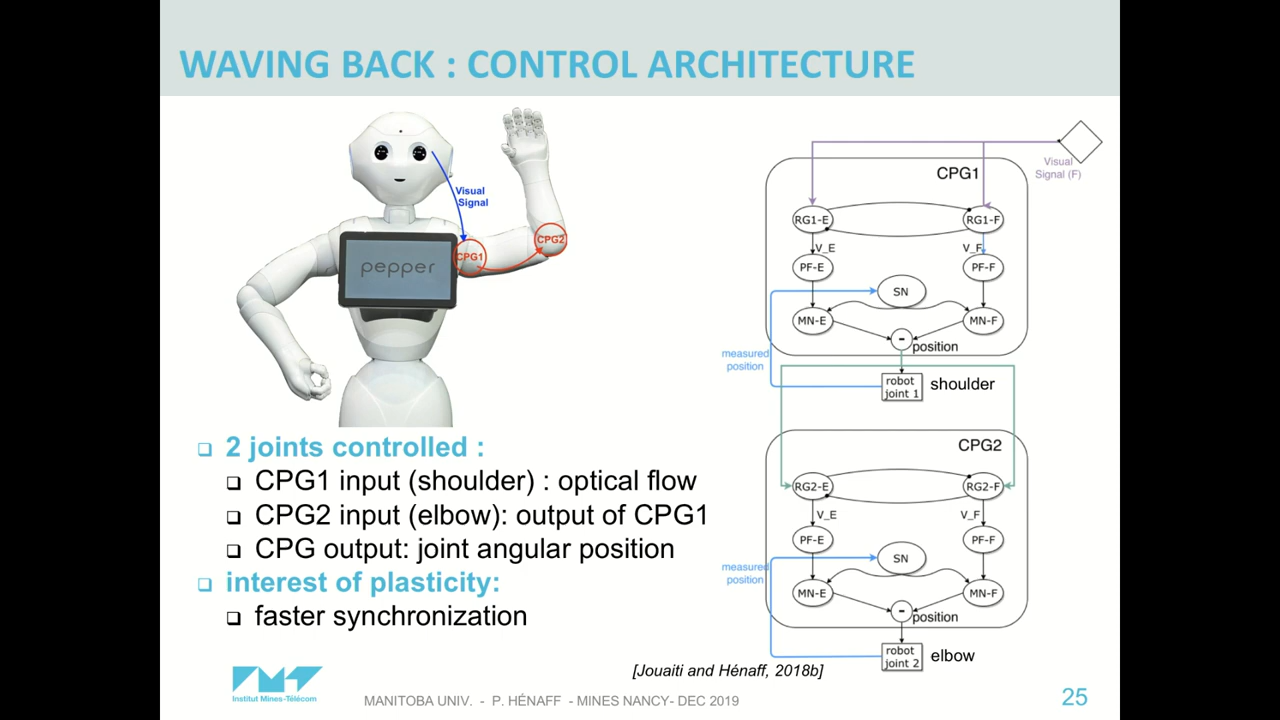 WAVING BACK : CONTROL ARCHITECTURE
Visual
Signal
CPG1
CPG2
pepper
❑ 2 joints controlled :
❑ CPG1 input (shoulder) : optical flow
❑ CPG2 input (elbow): output of CPG1
❑ CPG output: joint angular position
❑ interest of plasticity:
❑ faster synchronization
Visual
Signal (F)
CPG1
RG1-E
RG1-F
V_E
V_F
PF-E
PF-F
SN
MN-E
MN-F
-
position
measured
position
robot
joint 1
shoulder
CPG2
RG2-E
RG2-F
V_E
V_F
PF-E
PF-F
SN
measured
position
MN-E
MN-F
-
position
robot
joint 2
elbow
[Jouaiti and Hénaff, 2018b]
Institut Mines-Télécom
MANITOBA UNIV. - P. HÉNAFF - MINES NANCY- DEC 2019
25